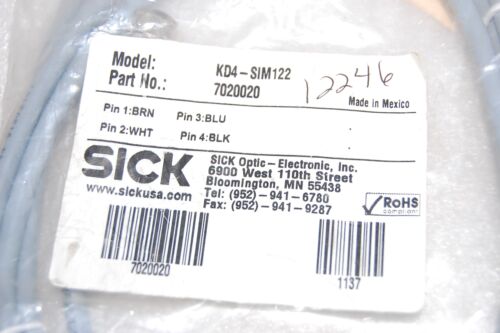 Model: KD4-SIM122
Part No.: 7020020
12246
Made in Mexico
Pin 1:BRN Pin 3:BLU
Pin 2:WHT Pin 4:BLK
SICK
www.sickusa.com
SICK Optic-Electronic, Inc.
6900 West 110th Street
Bloomington, MN 55438
Tel: (952)-941-6780
Fax: (952)-941-9287
RoHS
compliant
7020020
1137